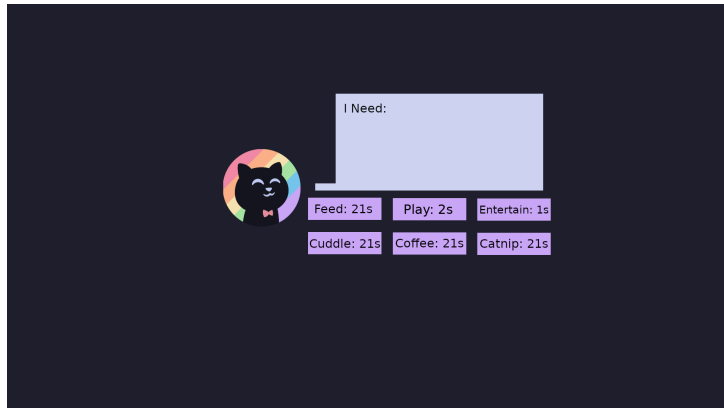 I Need:
Feed: 21s
Play: 2s
Entertain: 1s
Cuddle: 21s
Coffee: 21s
Catnip: 21s